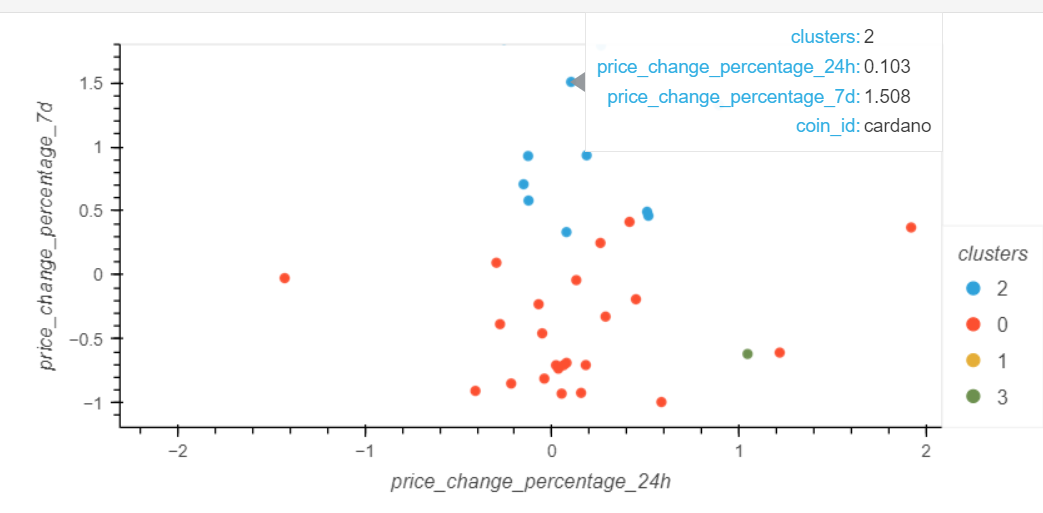 clusters: 2
price_change_percentage_24h: 0.103
price_change_percentage_7d: 1.508
coin_id: cardano
price_change_percentage_7d
1.5
1
0.5
0
−0.5
−1
−2
−1
0
1
2
price_change_percentage_24h
clusters
2
0
1
3